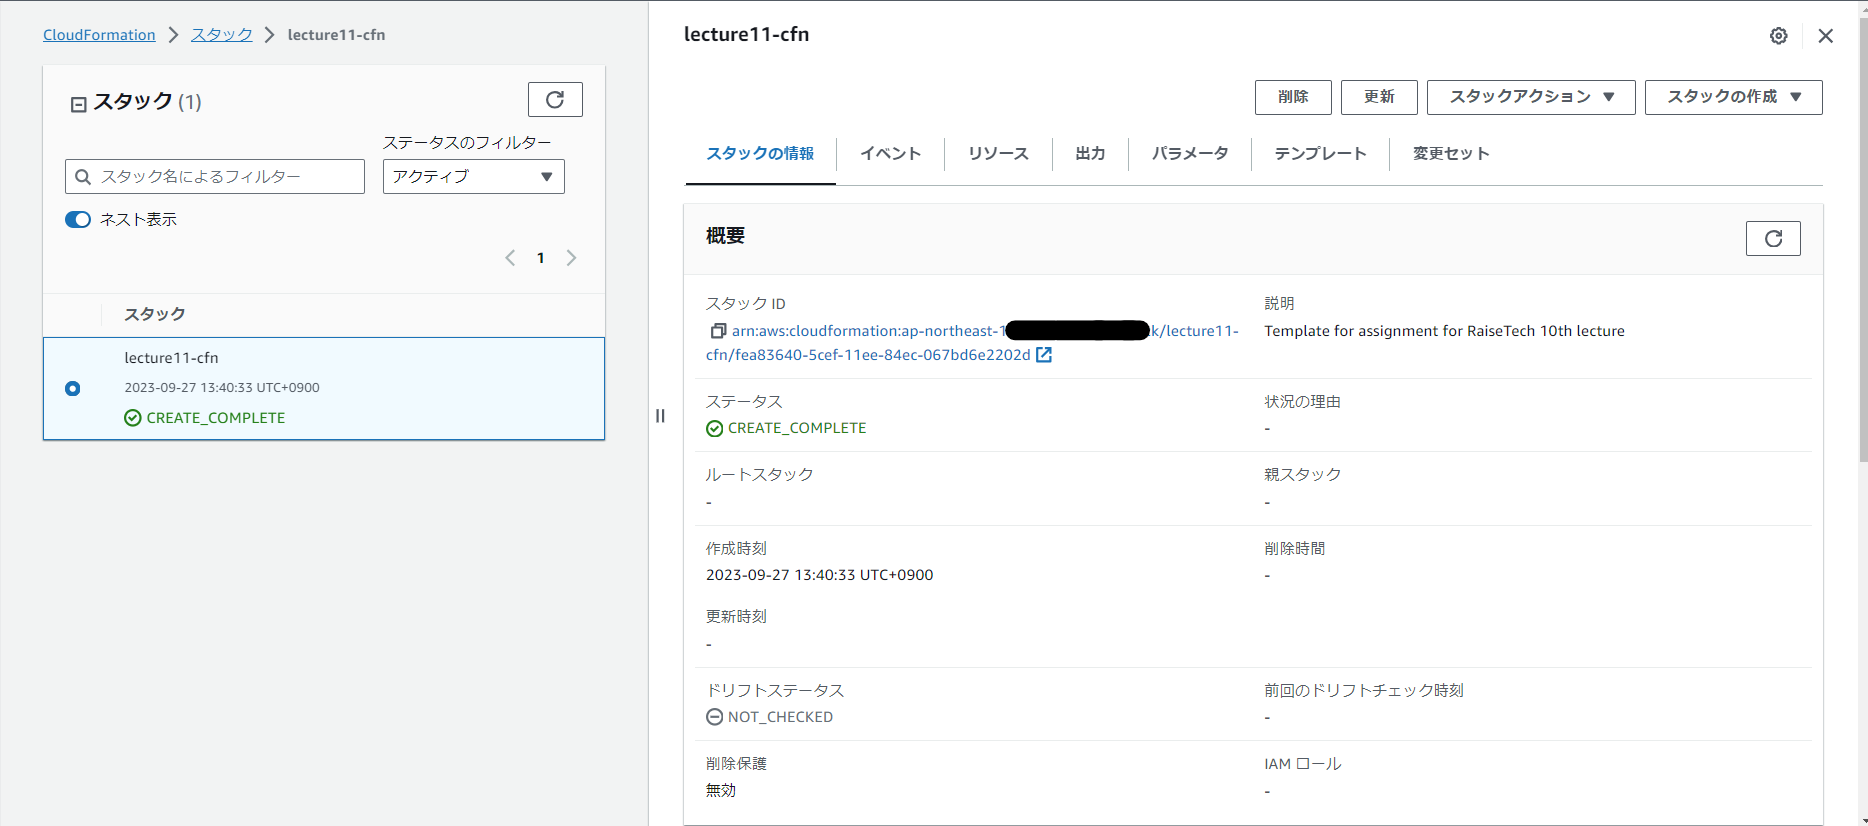 CloudFormation > スタック > lecture11-cfn
スタック (1)
ステータスのフィルター
スタック名によるフィルター
アクティブ
ネスト表示
1
スタック
lecture11-cfn
2023-09-27 13:40:33 UTC+0900
CREATE_COMPLETE
lecture11-cfn
削除 更新 スタックアクション スタックの作成
スタックの情報 イベント リソース 出力 パラメータ テンプレート 変更セット
概要
スタック ID
arn:aws:cloudformation:ap-northeast-1 k/lecture11-
cfn/fea83640-5cef-11ee-84ec-067bd6e2202d
説明
Template for assignment for RaiseTech 10th lecture
ステータス
CREATE_COMPLETE
状況の理由
-
ルートスタック
-
親スタック
-
作成時刻
2023-09-27 13:40:33 UTC+0900
削除時間
-
更新時刻
-
ドリフトステータス
NOT_CHECKED
前回のドリフトチェック時刻
-
削除保護
無効
IAM ロール
-